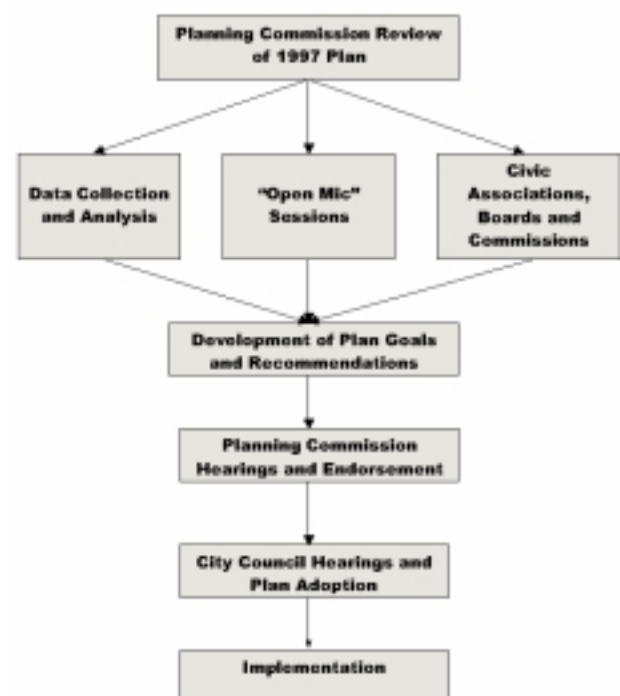 Planning Commission Review
of 1997 Plan
Data Collection
and Analysis
"Open Mic"
Sessions
Civic
Associations,
Boards and
Commissions
Development of Plan Goals
and Recommendations
Planning Commission
Hearings and Endorsement
City Council Hearings and
Plan Adoption
Implementation